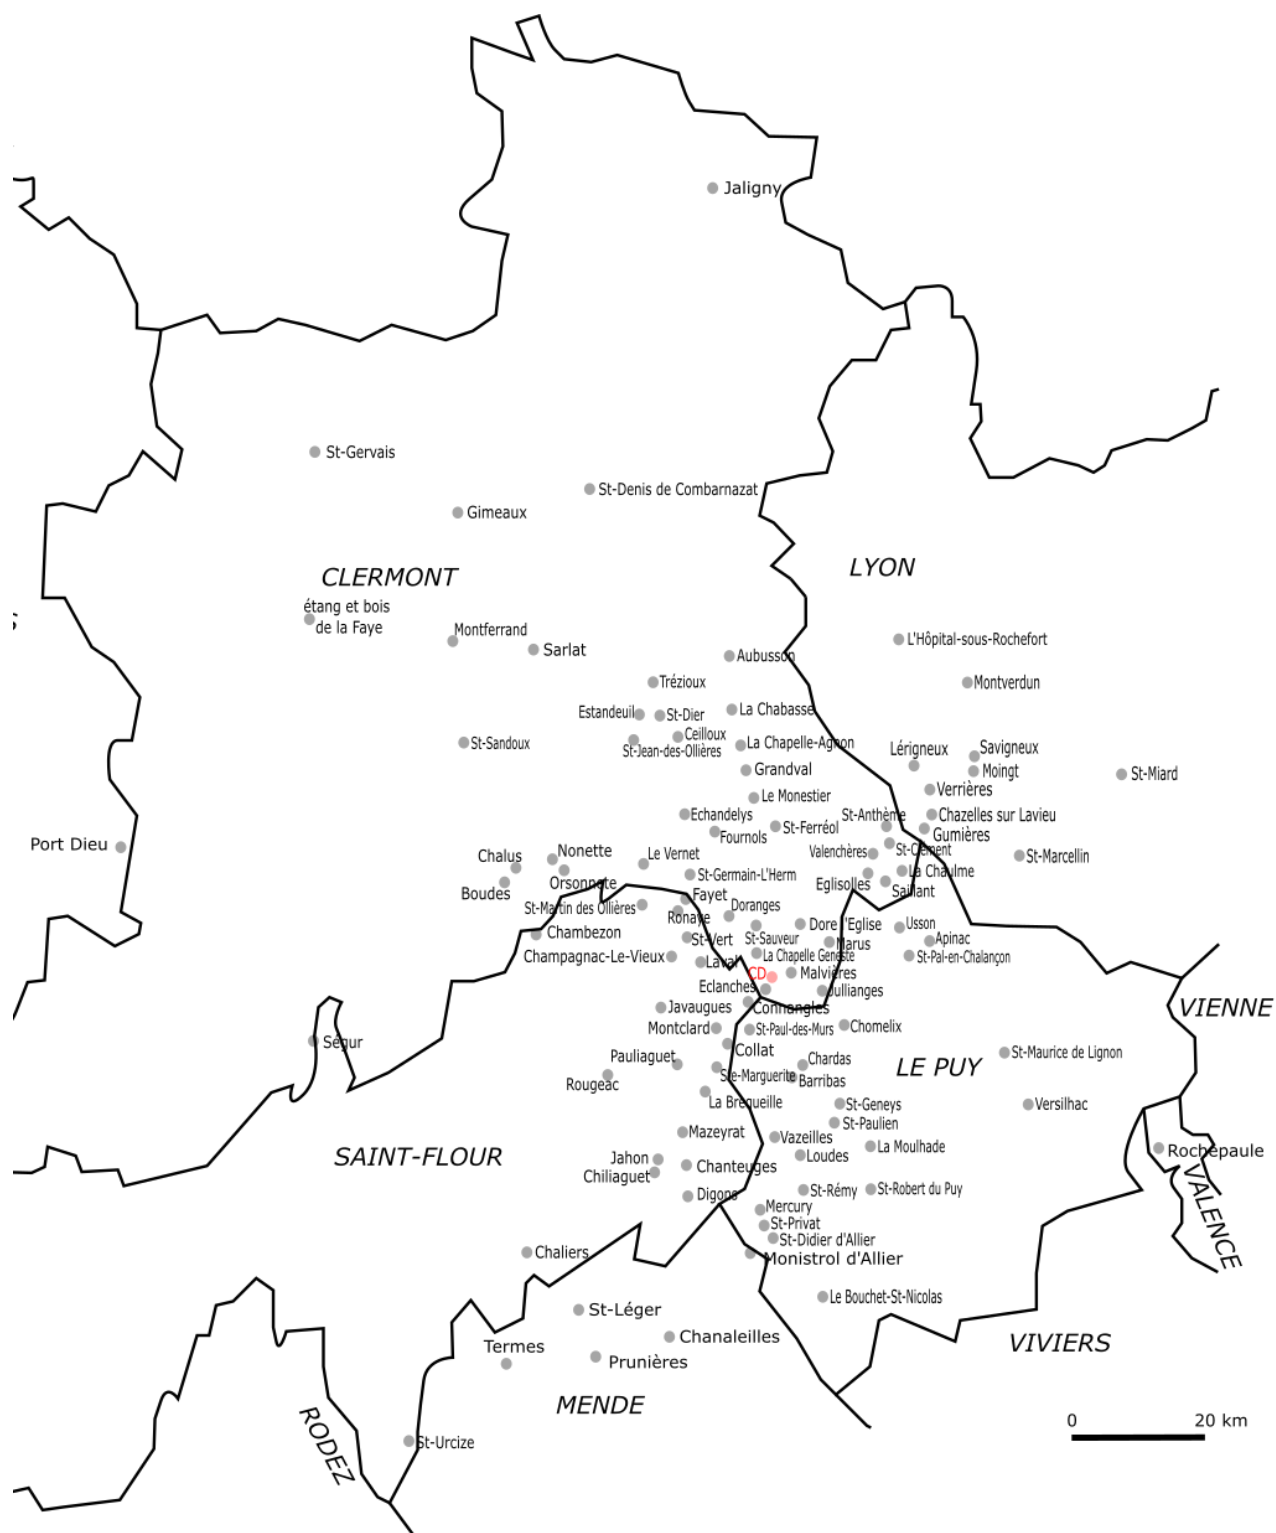 Jaligny
St-Gervais
St-Denis de Combarnazat
Gimeaux
LYON
CLERMONT
étang et bois
de la Faye
Montferrand
L'Hôpital-sous-Rochefort
Sarlat
Aubusson
Trézioux
Montverdun
La Chabasse
Estandeuil
St-Dier
Ceilloux
St-Sandoux
La Chapelle-Agnon
St-Jean-des-Ollières
Lérigneux
Savigneux
Grandval
Moingt
St-Miard
Verrières
Le Monestier
Echandelys
St-Anthème
Chazelles sur Lavieu
St-Ferréol
Fournols
Gumières
Port Dieu
Nonette
Le Vernet
Valenchères
St-Clément
Chalus
St-Marcellin
La Chaulme
St-Germain-L'Herm
Orsonnete
Eglisolles
Boudes
Saillant
Fayet
St-Martin des Ollières
Doranges
Ronaye
Dore l'Eglise
Usson
Chambezon
St-Vert
St-Sauveur
Apinac
Marus
Champagnac-Le-Vieux
La Chapelle Geneste
St-Pal-en-Chalançon
Laval
CD
Malvières
Eclanches
Jullianges
Javaugues
Connangles
VIENNE
Montclard
St-Paul-des-Murs
Chomelix
Ségur
Collat
Pauliaguet
Chardas
LE PUY
St-Maurice de Lignon
Ste-Marguerite
Barribas
Rougeac
La Brequeille
St-Geneys
Versilhac
St-Paulien
Mazeyrat
Vazeilles
La Moulhade
SAINT-FLOUR
Jahon
Loudes
Rochepaule
Chanteuges
Chiliaguet
Digons
St-Rémy
St-Robert du Puy
VALENCE
Mercury
St-Privat
St-Didier d'Allier
Chaliers
Monistrol d'Allier
Le Bouchet-St-Nicolas
St-Léger
Chanaleilles
Termes
VIVIERS
Prunières
MENDE
0 20 km
RODEZ
St-Urcize